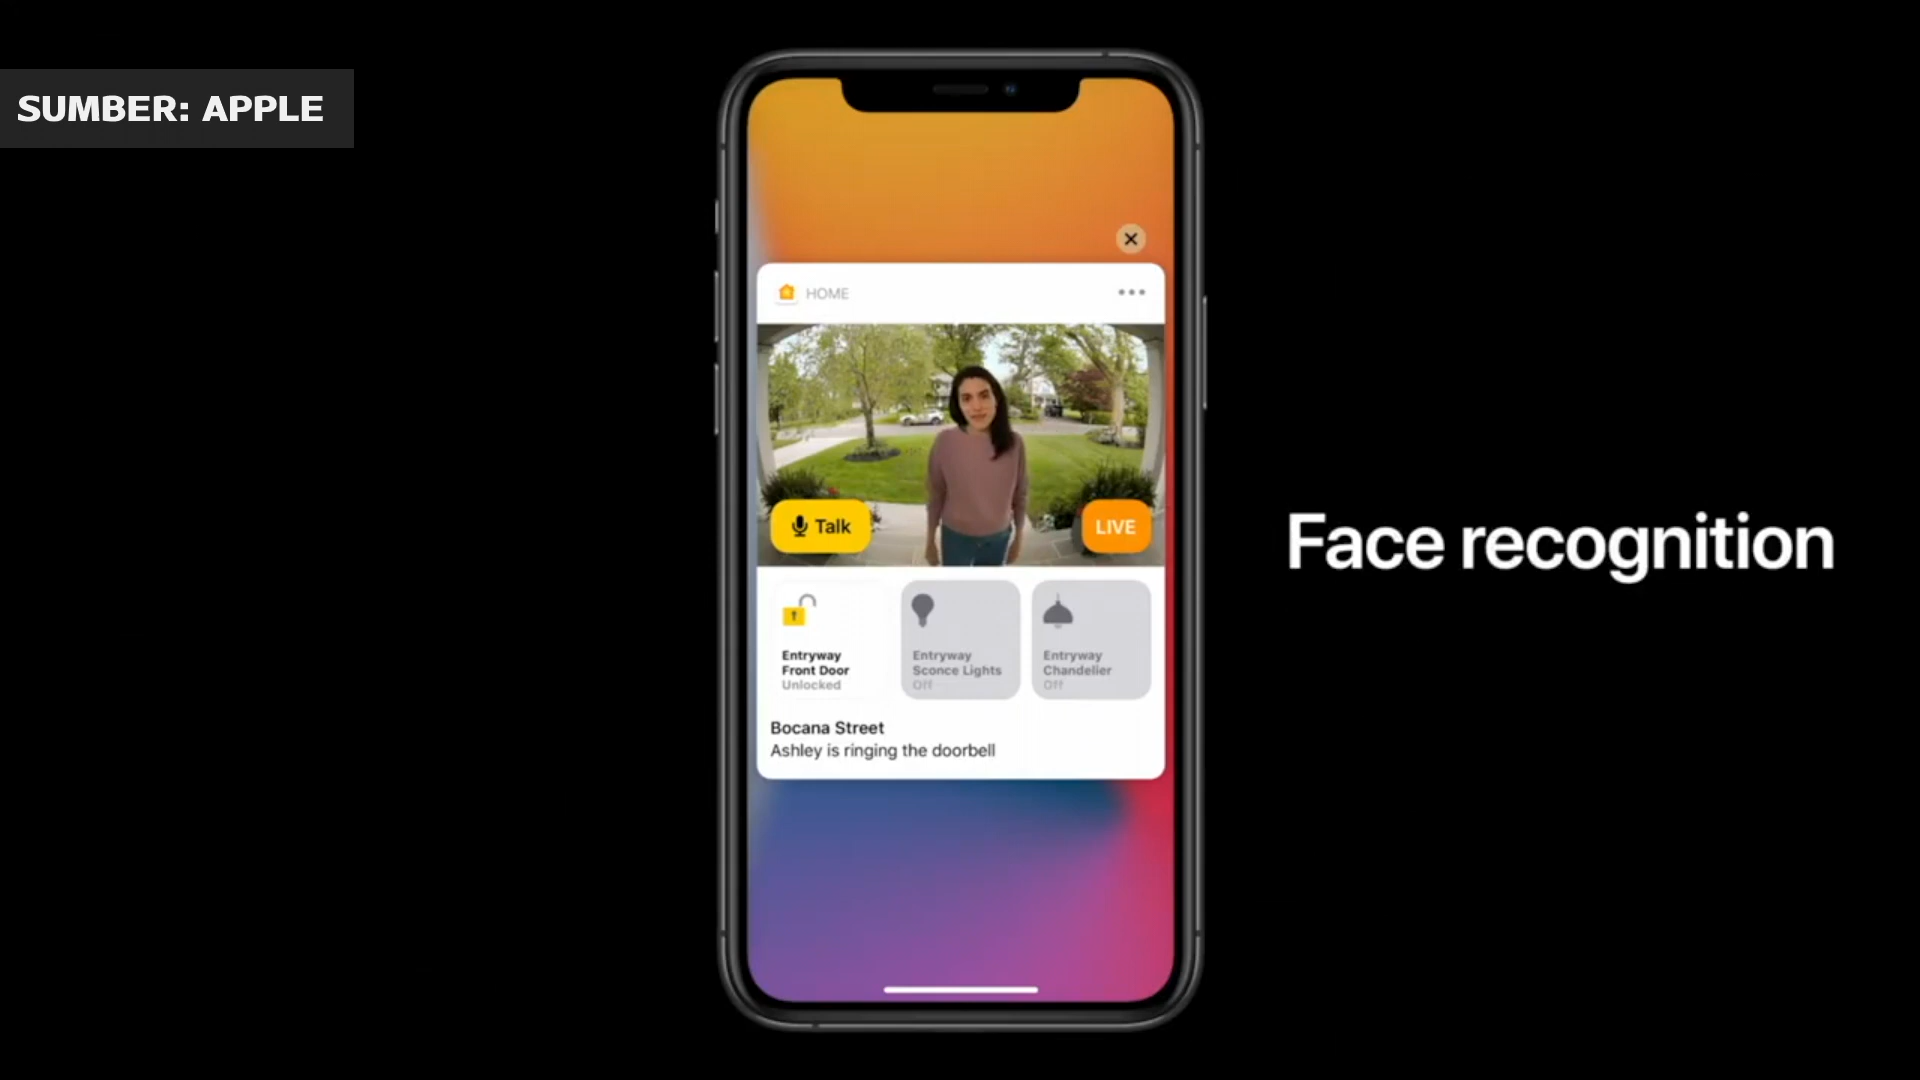 SUMBER: APPLE
HOME
Talk
LIVE
Entryway
Front Door
Unlocked
Entryway
Sconce Lights
Off
Entryway
Chandelier
Off
Bocana Street
Ashley is ringing the doorbell
Face recognition